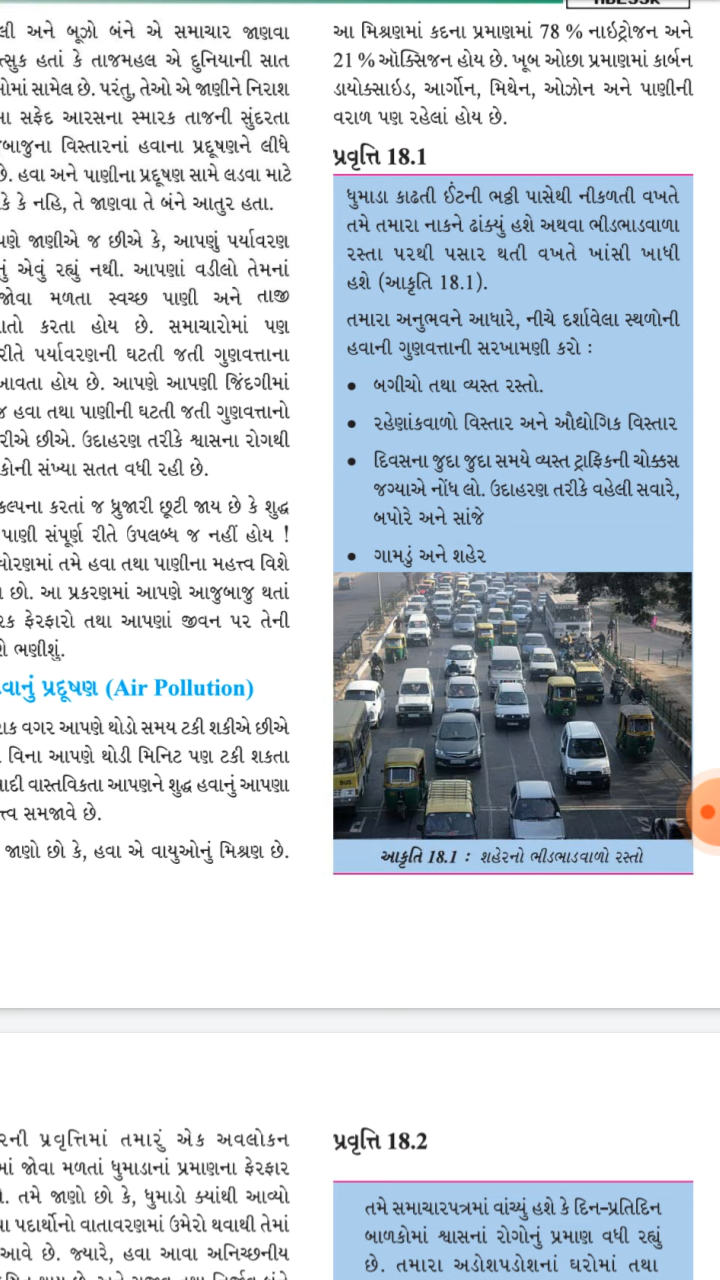 અને બૂઝો બંને એ સમાચાર જાણવા
હતાં કે તાજમહલ એ દુનિયાની સાત
સામેલ છે. પરંતુ, તેઓ એ જાણીને નિરાશ
સફેદ આરસના સ્મારક તાજની સુંદરતા
વિસ્તારનાં હવાના પ્રદૂષણને લીધે
છે. હવા અને પાણીના પ્રદૂષણ સામે લડવા માટે
કે નહિ, તે જાણવા તે બંને આતુર હતા.
જાણીએ જ છીએ કે, આપણું પર્યાવરણ
એવું રહ્યું નથી. આપણાં વડીલો તેમનાં
જોવા મળતા સ્વચ્છ પાણી અને તાજી
કરતા હોય છે. સમાચારોમાં પણ
રીતે પર્યાવરણની ઘટતી જતી ગુણવત્તાના
આવતા હોય છે. આપણે આપણી જિંદગીમાં
જ હવા તથા પાણીની ઘટતી જતી ગુણવત્તાનો
છીએ. ઉદાહરણ તરીકે શ્વાસના રોગથી
સંખ્યા સતત વધી રહી છે.
કલ્પના કરતાં જ ધ્રુજારી છૂટી જાય છે કે શુદ્ધ
પાણી સંપૂર્ણ રીતે ઉપલબ્ધ જ નહીં હોય !
તમે હવા તથા પાણીના મહત્ત્વ વિશે
છો. આ પ્રકરણમાં આપણે આજુબાજુ થતાં
ફેરફારો તથા આપણાં જીવન પર તેની
ભણીશું.
પ્રદૂષણ (Air Pollution)
વગર આપણે થોડો સમય ટકી શકીએ છીએ
વિના આપણે થોડી મિનિટ પણ ટકી શકતા
વાસ્તવિકતા આપણને શુદ્ધ હવાનું આપણા
સમજાવે છે.
જાણો છો કે, હવા એ વાયુઓનું મિશ્રણ છે.
આ મિશ્રણમાં કદના પ્રમાણમાં 78 % નાઇટ્રોજન અને
21 % ઑક્સિજન હોય છે. ખૂબ ઓછા પ્રમાણમાં કાર્બન
ડાયોક્સાઇડ, આર્ગોન, મિથેન, ઓઝોન અને પાણીની
વરાળ પણ રહેલાં હોય છે.
પ્રવૃત્તિ 18.1
ધુમાડા કાઢતી ઈંટની ભઠ્ઠી પાસેથી નીકળતી વખતે
તમે તમારા નાકને ઢાંક્યું હશે અથવા ભીડભાડવાળા
રસ્તા પરથી પસાર થતી વખતે ખાંસી ખાધી
હશે (આકૃતિ 18.1).
તમારા અનુભવને આધારે, નીચે દર્શાવેલા સ્થળોની
હવાની ગુણવત્તાની સરખામણી કરો :
• બગીચો તથા વ્યસ્ત રસ્તો.
• રહેણાંકવાળો વિસ્તાર અને ઔદ્યોગિક વિસ્તાર
• દિવસના જુદા જુદા સમયે વ્યસ્ત ટ્રાફિકની ચોક્કસ
જગ્યાએ નોંધ લો. ઉદાહરણ તરીકે વહેલી સવારે,
બપોરે અને સાંજે
• ગામડું અને શહેર
BUS
આકૃતિ 18.1 : શહેરનો ભીડભાડવાળો રસ્તો
પ્રવૃત્તિમાં તમારું એક અવલોકન
જોવા મળતાં ધુમાડાનાં પ્રમાણના ફેરફાર
તમે જાણો છો કે, ધુમાડો ક્યાંથી આવ્યો
પદાર્થોનો વાતાવરણમાં ઉમેરો થવાથી તેમાં
આવે છે. જ્યારે, હવા આવા અનિચ્છનીય
પ્રવૃત્તિ 18.2
તમે સમાચારપત્રમાં વાંચ્યું હશે કે દિન-પ્રતિદિન
બાળકોમાં શ્વાસનાં રોગોનું પ્રમાણ વધી રહ્યું
છે. તમારા અડોશપડોશનાં ઘરોમાં તથા